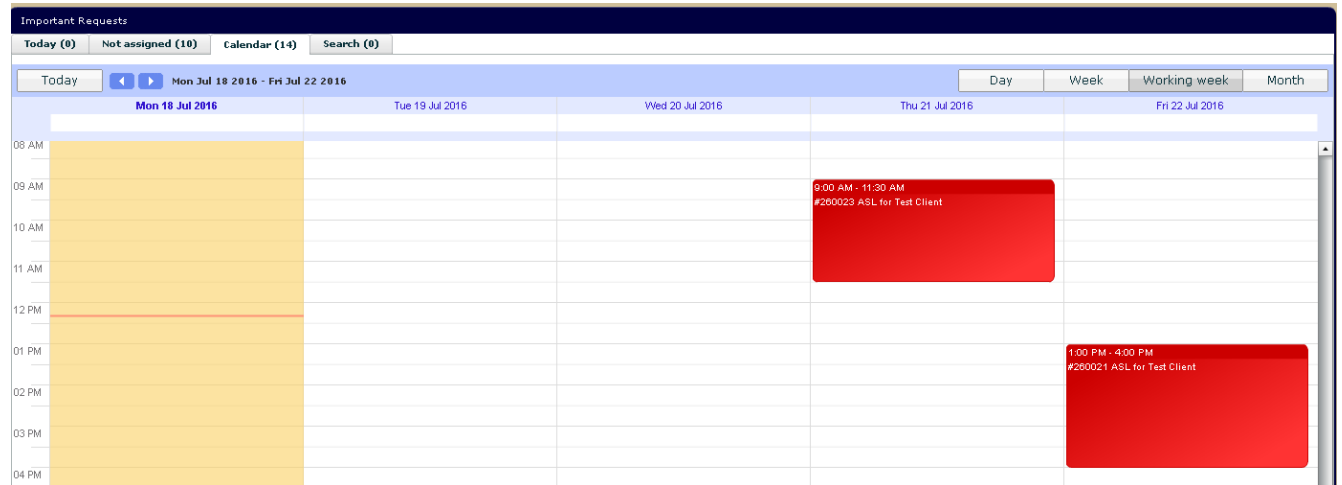 Important Requests
Today (0) Not assigned (10) Calendar (14) Search (0)
Today Mon Jul 18 2016 - Fri Jul 22 2016 Day Week Working week Month
Mon 18 Jul 2016 Tue 19 Jul 2016 Wed 20 Jul 2016 Thu 21 Jul 2016 Fri 22 Jul 2016
08 AM
09 AM
9:00 AM - 11:30 AM
#260023 ASL for Test Client
10 AM
11 AM
12 PM
01 PM
1:00 PM - 4:00 PM
#260021 ASL for Test Client
02 PM
03 PM
04 PM